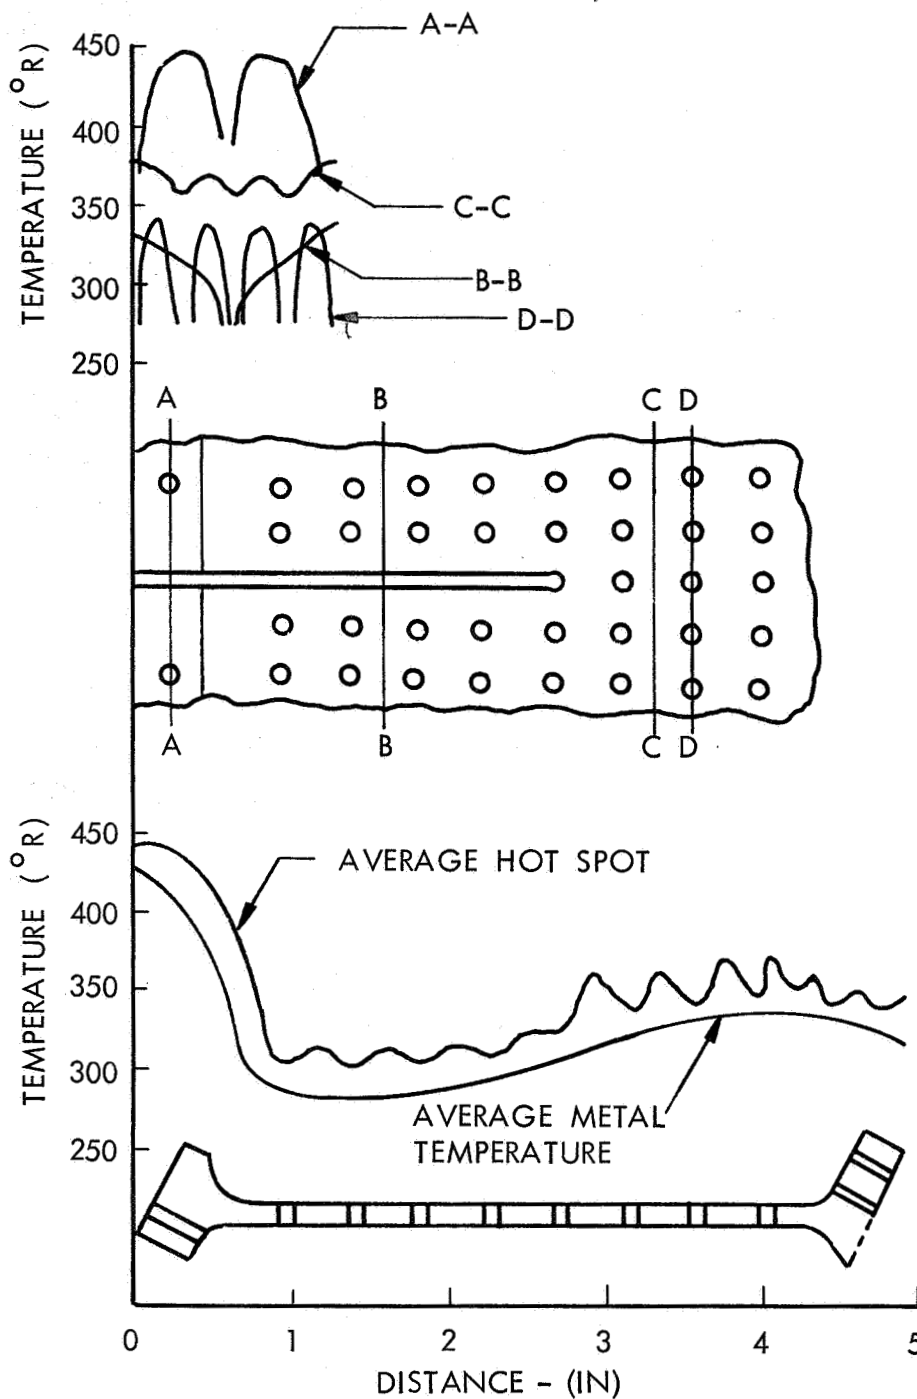 TEMPERATURE (°R)
450
400
350
300
250
A-A
C-C
B-B
D-D
A B C D
A B C D
TEMPERATURE (°R)
450
400
350
300
250
AVERAGE HOT SPOT
AVERAGE METAL
TEMPERATURE
0 1 2 3 4 5
DISTANCE - (IN)